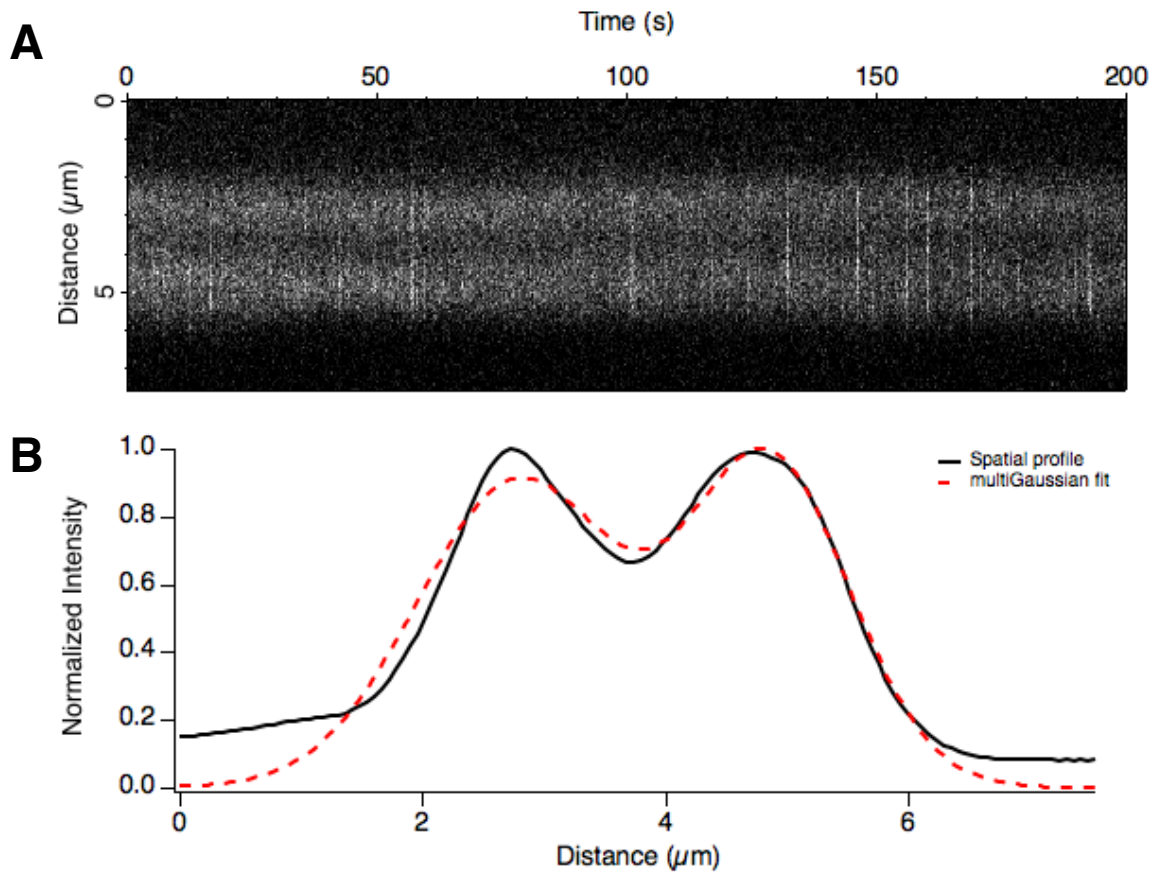 A
Time (s)
0 50 100 150 200
0
5
Distance (µm)
B
1.0
0.8
0.6
0.4
0.2
0.0
Normalized Intensity
Spatial profile
multiGaussian fit
0 2 4 6
Distance (µm)